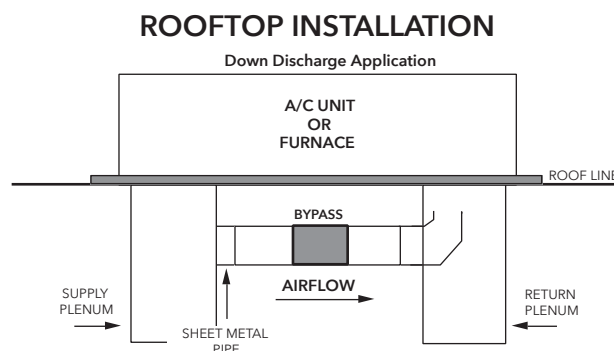 ROOFTOP INSTALLATION
Down Discharge Application
A/C UNIT
OR
FURNACE
ROOF LINE
BYPASS
AIRFLOW
SUPPLY
PLENUM
RETURN
PLENUM
SHEET METAL
PIPE